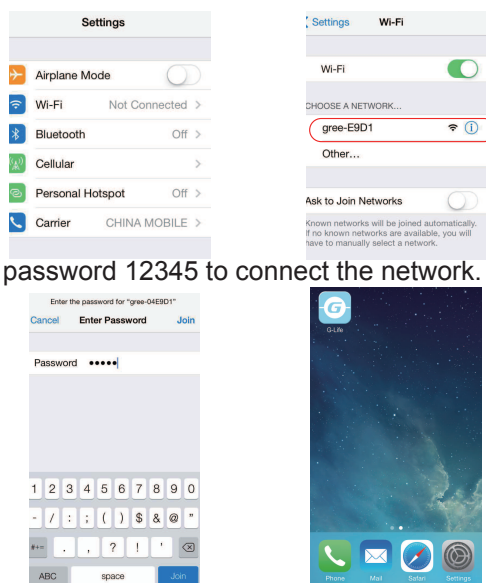 Settings
Airplane Mode
Wi-Fi Not Connected >
Bluetooth Off >
Cellular >
Personal Hotspot Off >
Carrier CHINA MOBILE >
Settings Wi-Fi
Wi-Fi
CHOOSE A NETWORK...
gree-E9D1
Other...
Ask to Join Networks
Known networks will be joined automatically.
If no known networks are available, you will
have to manually select a network.
password 12345 to connect the network.
Enter the password for "gree-04E9D1"
Cancel Enter Password Join
Password •••••
1 2 3 4 5 6 7 8 9 0
- / : ; ( ) $ & @ "
#+= . , ? ! '
ABC space Join
G
G-Life
Phone Mail Safari Settings